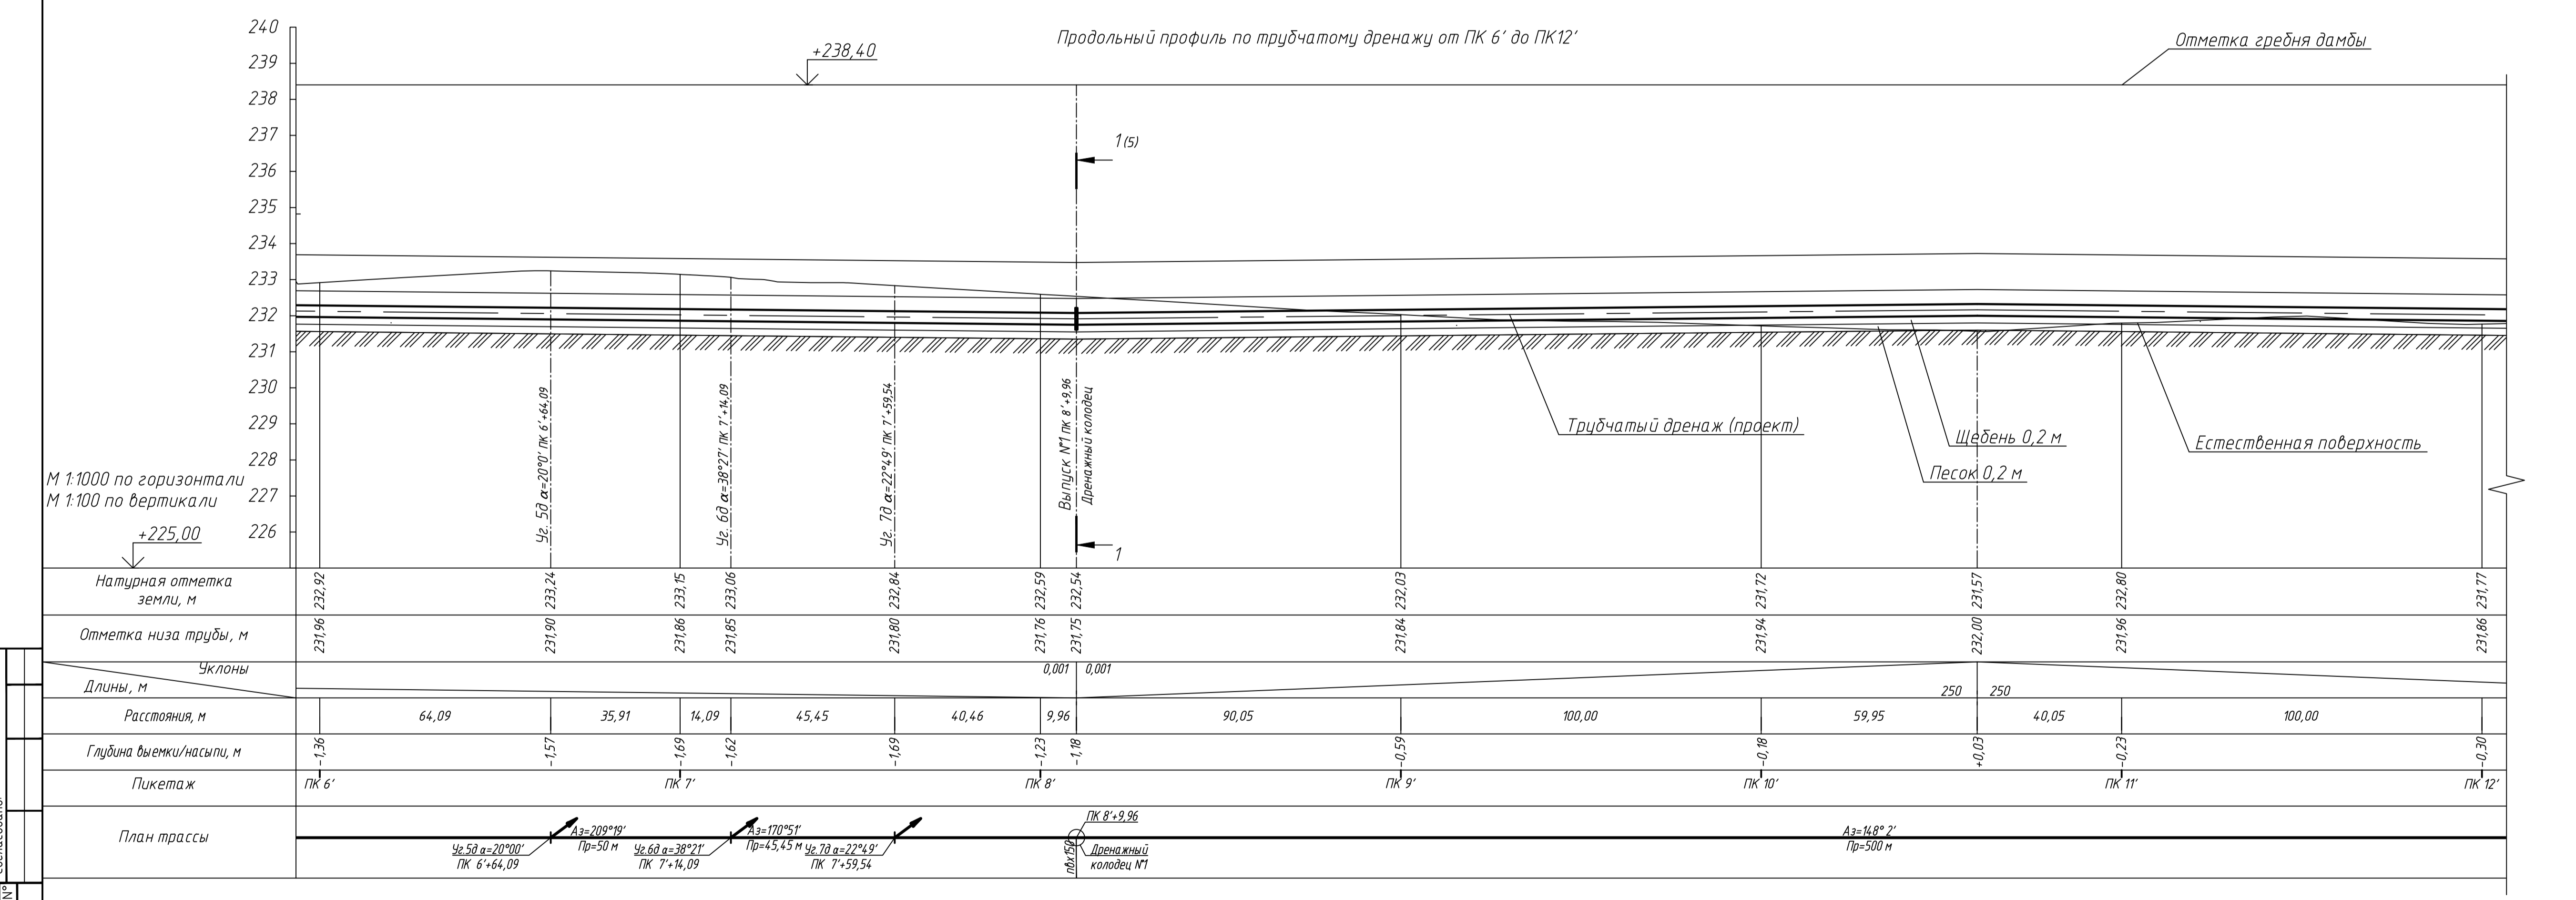 Продольный профиль по трубчатому дренажу от ПК 6' до ПК12'
240
239
238
237
236
235
234
233
232
231
230
229
228
227
226
+238,40
Отметка гребня дамбы
1 (5)
М 1:1000 по горизонтали
М 1:100 по вертикали
+225,00
Уг. 5д α=20°0' ПК 6'+64,09
Уг. 6д α=38°27' ПК 7'+14,09
Уг. 7д α=22°49' ПК 7'+59,54
Выпуск №1 ПК 8'+9,96
Дренажный колодец
1
Трубчатый дренаж (проект)
Щебень 0,2 м
Песок 0,2 м
Естественная поверхность
Натурная отметка
земли, м
232,92 233,24 233,15 233,06 232,84 232,59 232,54 232,03 231,72 231,57 232,80 231,77
Отметка низа трубы, м
231,96 231,90 231,86 231,85 231,80 231,76 231,75 231,84 231,94 232,00 231,96 231,86
Уклоны
0,001 0,001
Длины, м
250 250
Расстояния, м
64,09 35,91 14,09 45,45 40,46 9,96 90,05 100,00 59,95 40,05 100,00
Глубина выемки/насыпи, м
-1,36 -1,57 -1,69 -1,62 -1,69 -1,23 -1,18 -0,59 -0,18 +0,03 -0,23 -0,30
Пикетаж
ПК 6' ПК 7' ПК 8' ПК 9' ПК 10' ПК 11' ПК 12'
План трассы
Уг.5д α=20°00'
ПК 6'+64,09
Аз=209°19'
Пр=50 м
Уг.6д α=38°21'
ПК 7'+14,09
Аз=170°51'
Пр=45,45 м
Уг.7д α=22°49'
ПК 7'+59,54
ПК 8'+9,96
пвх150
Дренажный
колодец №1
Аз=148° 2'
Пр=500 м
N°